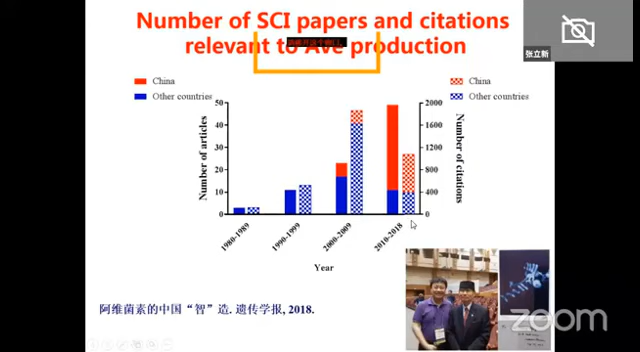 Number of SCI papers and citations
relevant to Ave production
张立新
China
Other countries
China
Other countries
Number of articles
50
40
30
20
10
0
2000
1600
1200
800
400
0
Number of citations
1980-1989
1990-1999
2000-2009
2010-2018
Year
阿维菌素的中国“智”造. 遗传学报, 2018.
zoom